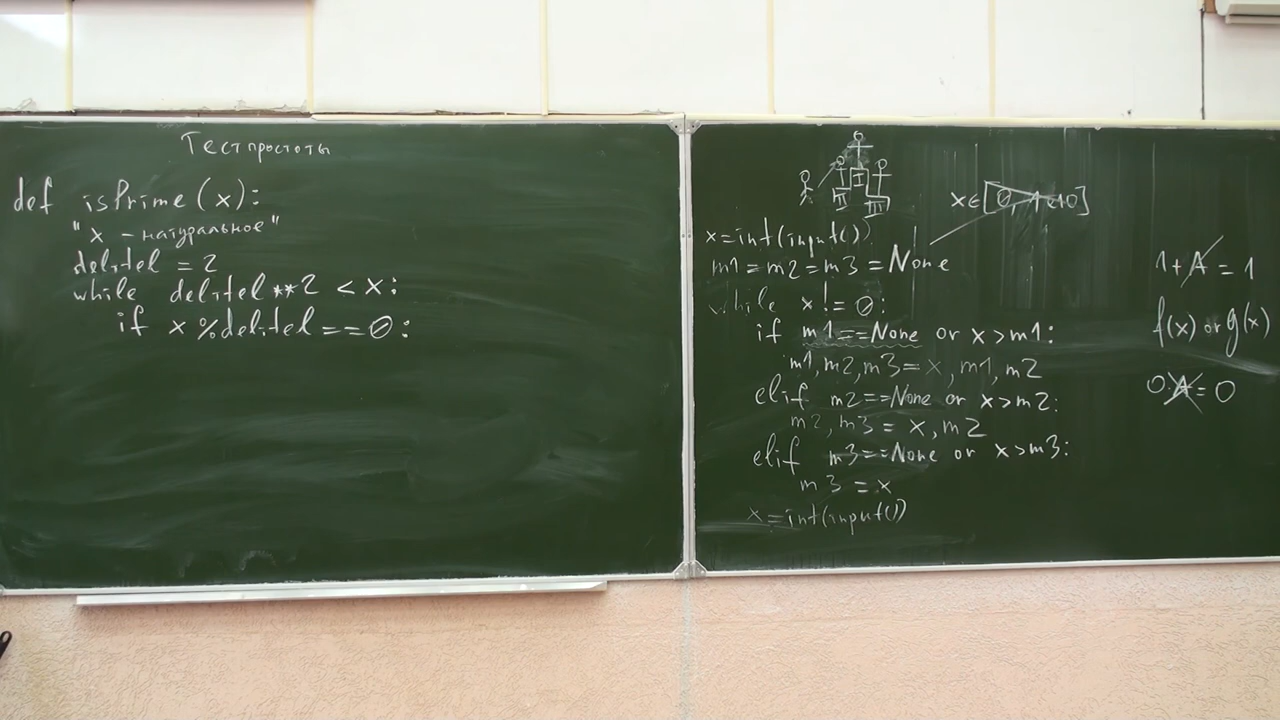 Тест простоты
def isPrime(x):
"x - натуральное"
delitel = 2
while delitel**2 < x:
if x%delitel==0:
I
II
III
x=int(input())
m1=m2=m3=None
while x!=0:
if m1==None or x>m1:
m1,m2,m3=x,m1,m2
elif m2==None or x>m2:
m2,m3=x,m2
elif m3==None or x>m3:
m3=x
x=int(input())
1+A=1
f(x) or g(x)
0·A=0